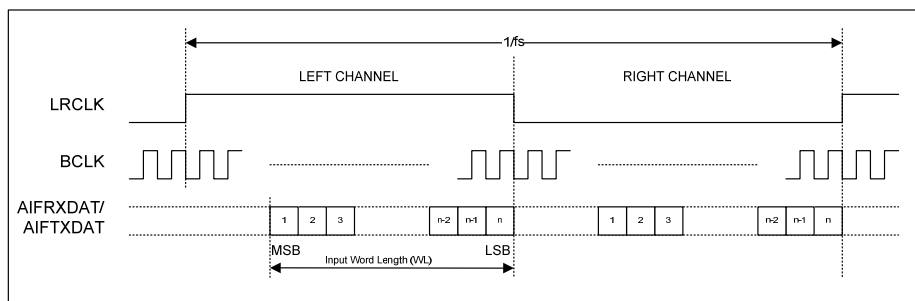 1/fs
LEFT CHANNEL
RIGHT CHANNEL
LRCLK
BCLK
AIFRXDAT/
AIFTXDAT
1 2 3 n-2 n-1 n 1 2 3 n-2 n-1 n
MSB LSB
Input Word Length (WL)